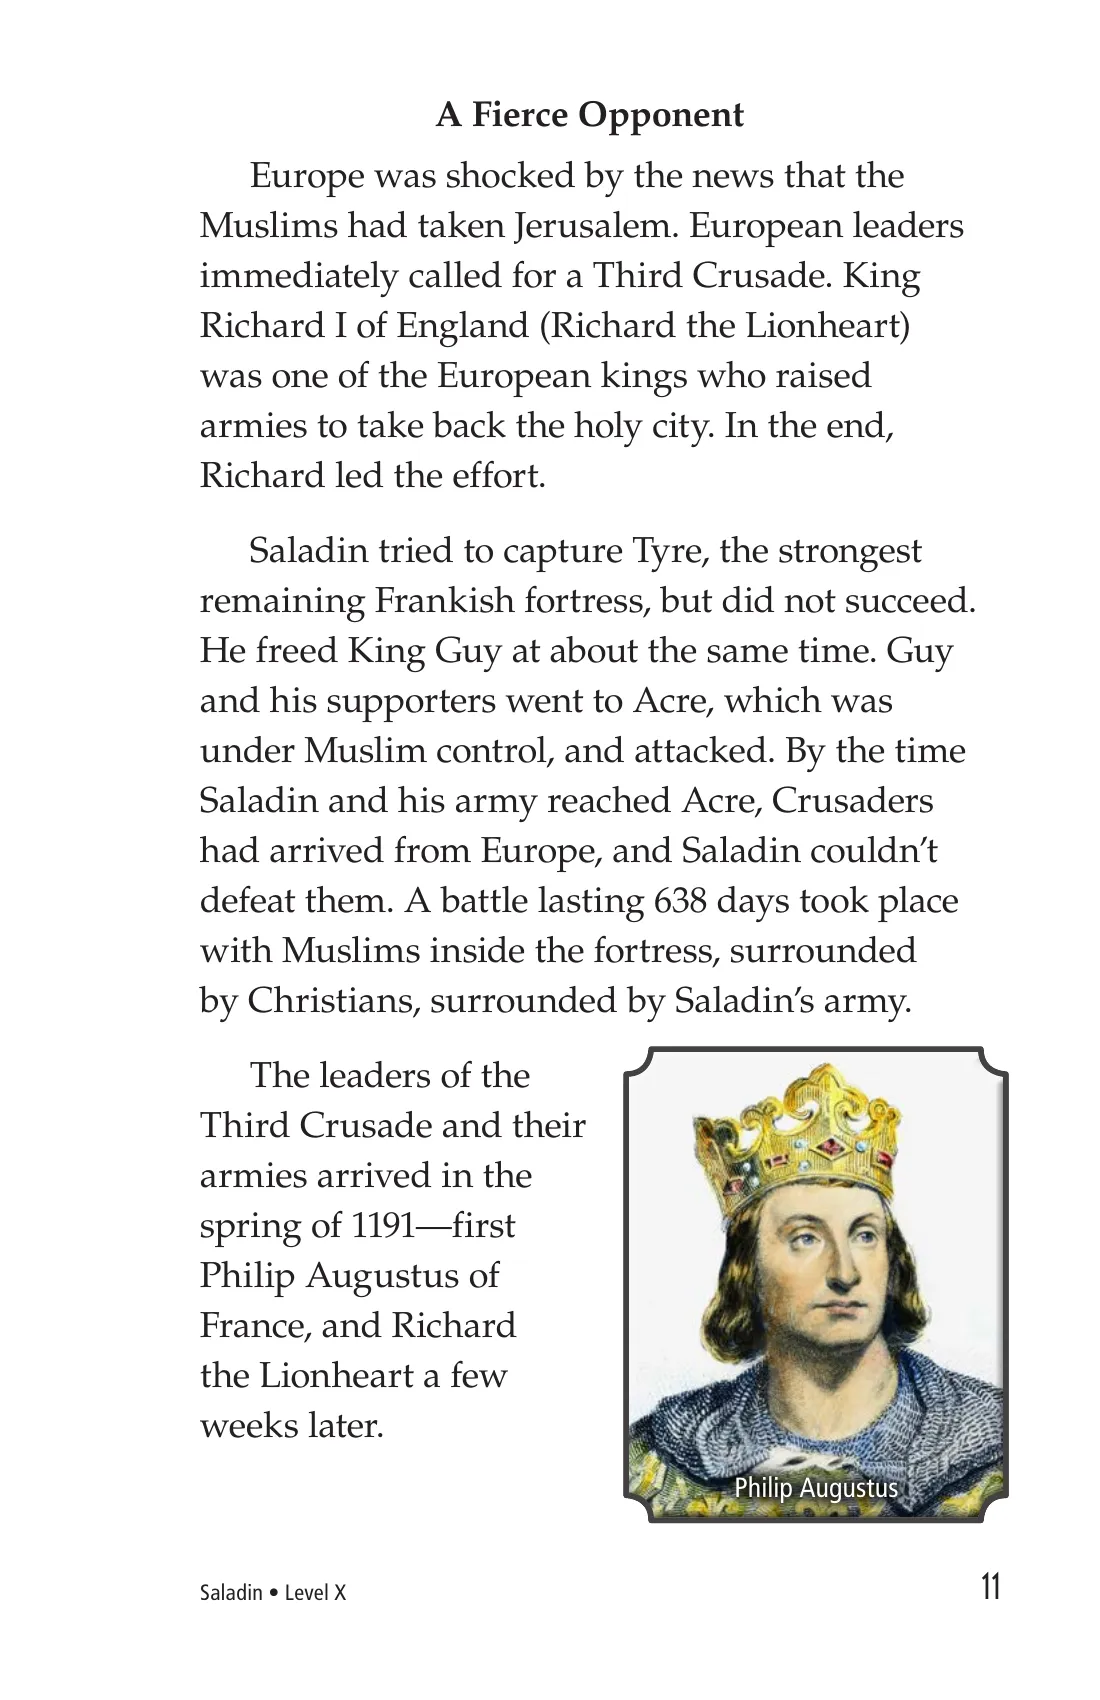 A Fierce Opponent
Europe was shocked by the news that the
Muslims had taken Jerusalem. European leaders
immediately called for a Third Crusade. King
Richard I of England (Richard the Lionheart)
was one of the European kings who raised
armies to take back the holy city. In the end,
Richard led the effort.
Saladin tried to capture Tyre, the strongest
remaining Frankish fortress, but did not succeed.
He freed King Guy at about the same time. Guy
and his supporters went to Acre, which was
under Muslim control, and attacked. By the time
Saladin and his army reached Acre, Crusaders
had arrived from Europe, and Saladin couldn’t
defeat them. A battle lasting 638 days took place
with Muslims inside the fortress, surrounded
by Christians, surrounded by Saladin’s army.
The leaders of the
Third Crusade and their
armies arrived in the
spring of 1191—first
Philip Augustus of
France, and Richard
the Lionheart a few
weeks later.
Philip Augustus
Saladin • Level X
11